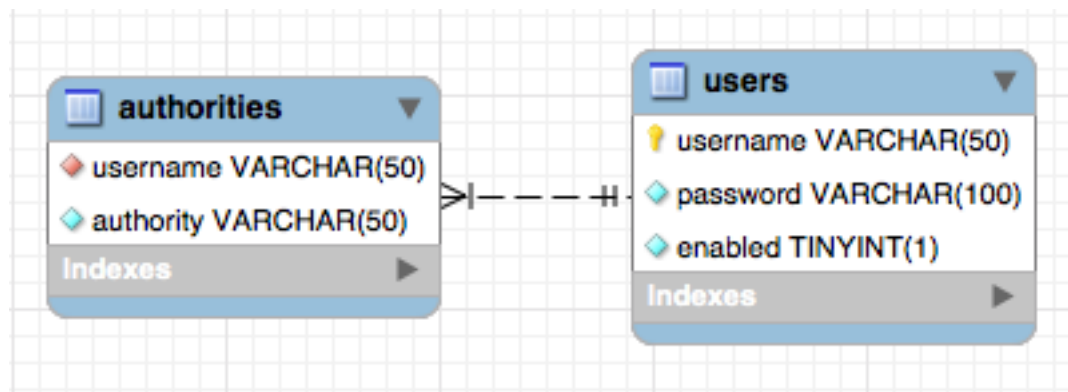 authorities
username VARCHAR(50)
authority VARCHAR(50)
Indexes
users
username VARCHAR(50)
password VARCHAR(100)
enabled TINYINT(1)
Indexes